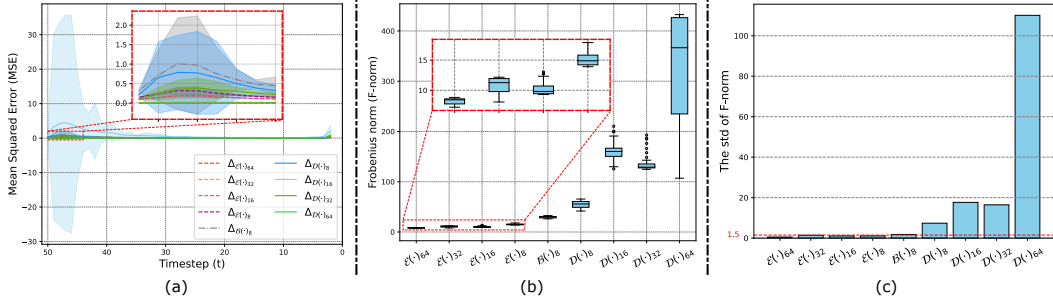 Mean Squared Error (MSE)
30
20
10
0
−10
−20
−30
2.0
1.5
1.0
0.5
0.0
Δ𝓔(·)₆₄
Δ𝓔(·)₃₂
Δ𝓔(·)₁₆
Δ𝓔(·)₈
Δ𝓑(·)₈
Δ𝓓(·)₈
Δ𝓓(·)₁₆
Δ𝓓(·)₃₂
Δ𝓓(·)₆₄
50 40 30 20 10 0
Timestep (t)
(a)
Frobenius norm (F-norm)
400
300
200
100
0
15
10
𝓔(·)₆₄ 𝓔(·)₃₂ 𝓔(·)₁₆ 𝓔(·)₈ 𝓑(·)₈ 𝓓(·)₈ 𝓓(·)₁₆ 𝓓(·)₃₂ 𝓓(·)₆₄
(b)
The std of F-norm
100
80
60
40
20
1.5
0
𝓔(·)₆₄ 𝓔(·)₃₂ 𝓔(·)₁₆ 𝓔(·)₈ 𝓑(·)₈ 𝓓(·)₈ 𝓓(·)₁₆ 𝓓(·)₃₂ 𝓓(·)₆₄
(c)